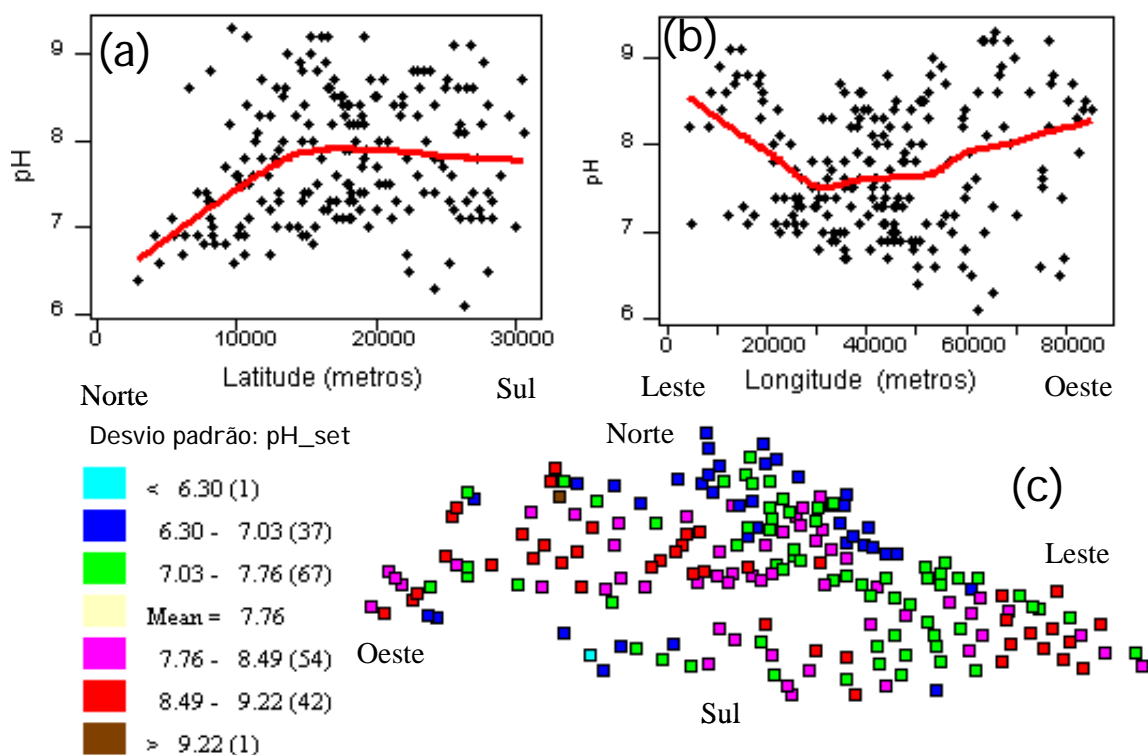 (a)
9
8
7
6
pH
0 10000 20000 30000
Latitude (metros)
Norte Sul
(b)
9
8
7
6
pH
0 20000 40000 60000 80000
Longitude (metros)
Leste Oeste
Desvio padrão: pH_set
< 6.30 (1)
6.30 - 7.03 (37)
7.03 - 7.76 (67)
Mean = 7.76
7.76 - 8.49 (54)
8.49 - 9.22 (42)
> 9.22 (1)
Norte
(c)
Leste
Oeste
Sul